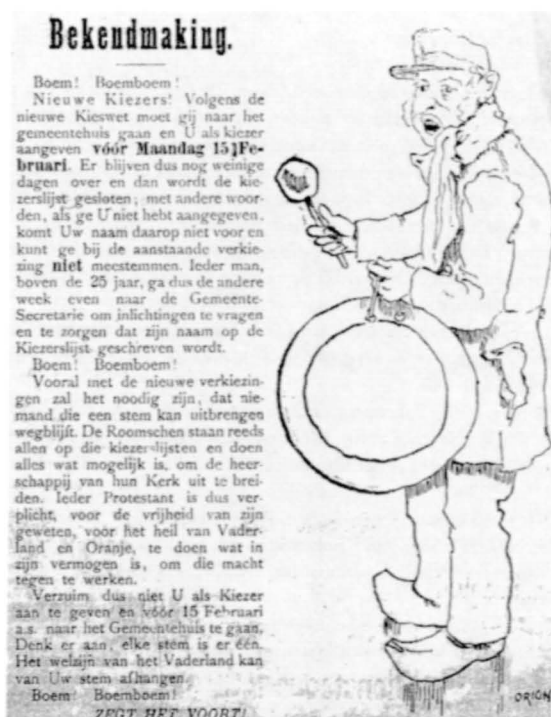 Bekendmaking.
Boem! Boemboem!
Nieuwe Kiezers! Volgens de
nieuwe Kieswet moet gij naar het
gemeentehuis gaan en U als kiezer
aangeven vóór Maandag 15 Fe-
bruari. Er blijven dus nog weinige
dagen over en dan wordt de kie-
zerslijst gesloten; met andere woor-
den, als ge U niet hebt aangegeven,
komt Uw naam daarop niet voor en
kunt ge bij de aanstaande verkie-
zing niet meestemmen. Ieder man,
boven de 25 jaar, ga dus de andere
week even naar de Gemeente-
Secretarie om inlichtingen te vragen
en te zorgen dat zijn naam op de
Kiezerslijst geschreven wordt.
Boem! Boemboem!
Vooral met de nieuwe verkiezin-
gen zal het noodig zijn, dat nie-
mand die een stem kan uitbrengen
wegblijft. De Roomschen staan reeds
allen op die kiezerslijsten en doen
alles wat mogelijk is, om de heer-
schappij van hun Kerk uit te brei-
den. Ieder Protestant is dus ver-
plicht, voor de vrijheid van zijn
geweten, voor het heil van Vader-
land en Oranje, te doen wat in
zijn vermogen is, om die macht
tegen te werken.
Verzuim dus niet U als Kiezer
aan te geven en vóór 15 Februari
a.s. naar het Gemeentehuis te gaan.
Denk er aan, elke stem is er één.
Het welzijn van het Vaderland kan
van Uw stem afhangen
Boem! Boemboem!
ZEGT HET VOORT!
ORION